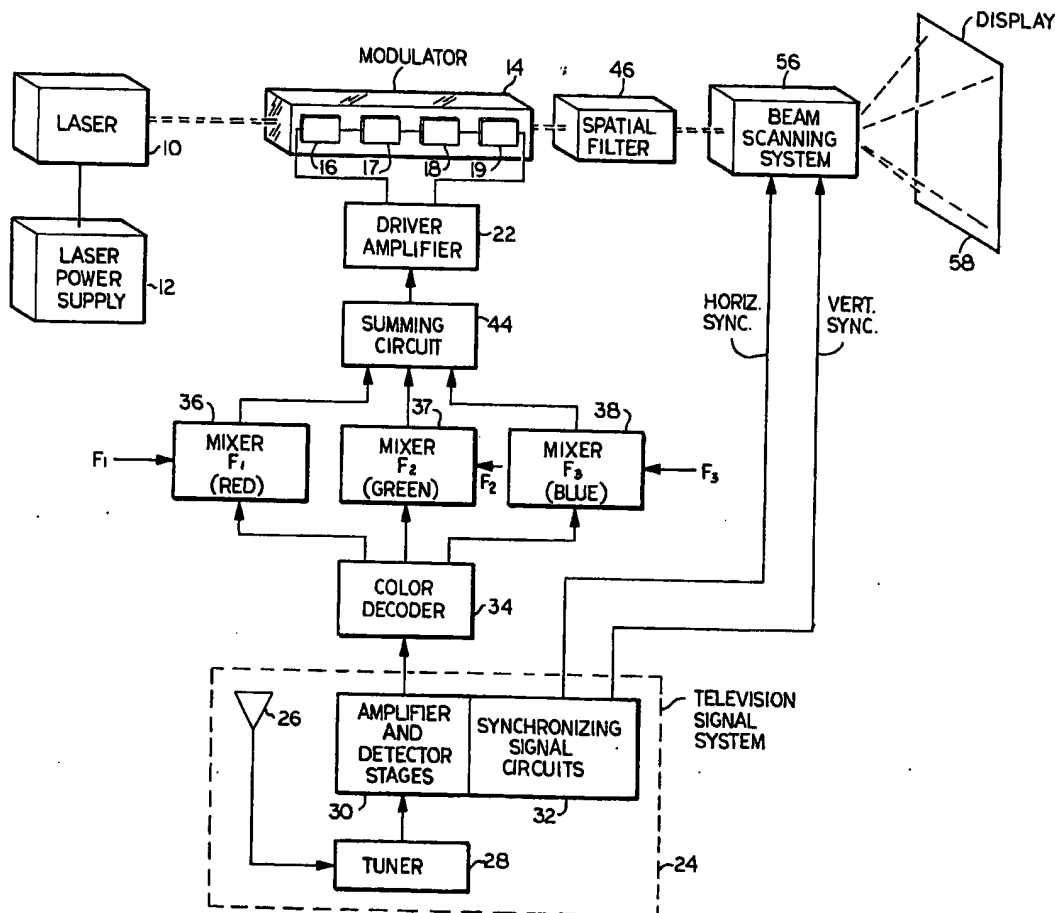 DISPLAY
MODULATOR
14
46
56
LASER
10
16
17
18
19
SPATIAL
FILTER
BEAM
SCANNING
SYSTEM
58
LASER
POWER
SUPPLY
12
DRIVER
AMPLIFIER
22
HORIZ.
SYNC.
VERT.
SYNC.
SUMMING
CIRCUIT
44
36
37
38
F1
MIXER
F1
(RED)
MIXER
F2
(GREEN)
F2
MIXER
F3
(BLUE)
F3
COLOR
DECODER
34
26
AMPLIFIER
AND
DETECTOR
STAGES
30
SYNCHRONIZING
SIGNAL
CIRCUITS
32
TELEVISION
SIGNAL
SYSTEM
TUNER
28
24